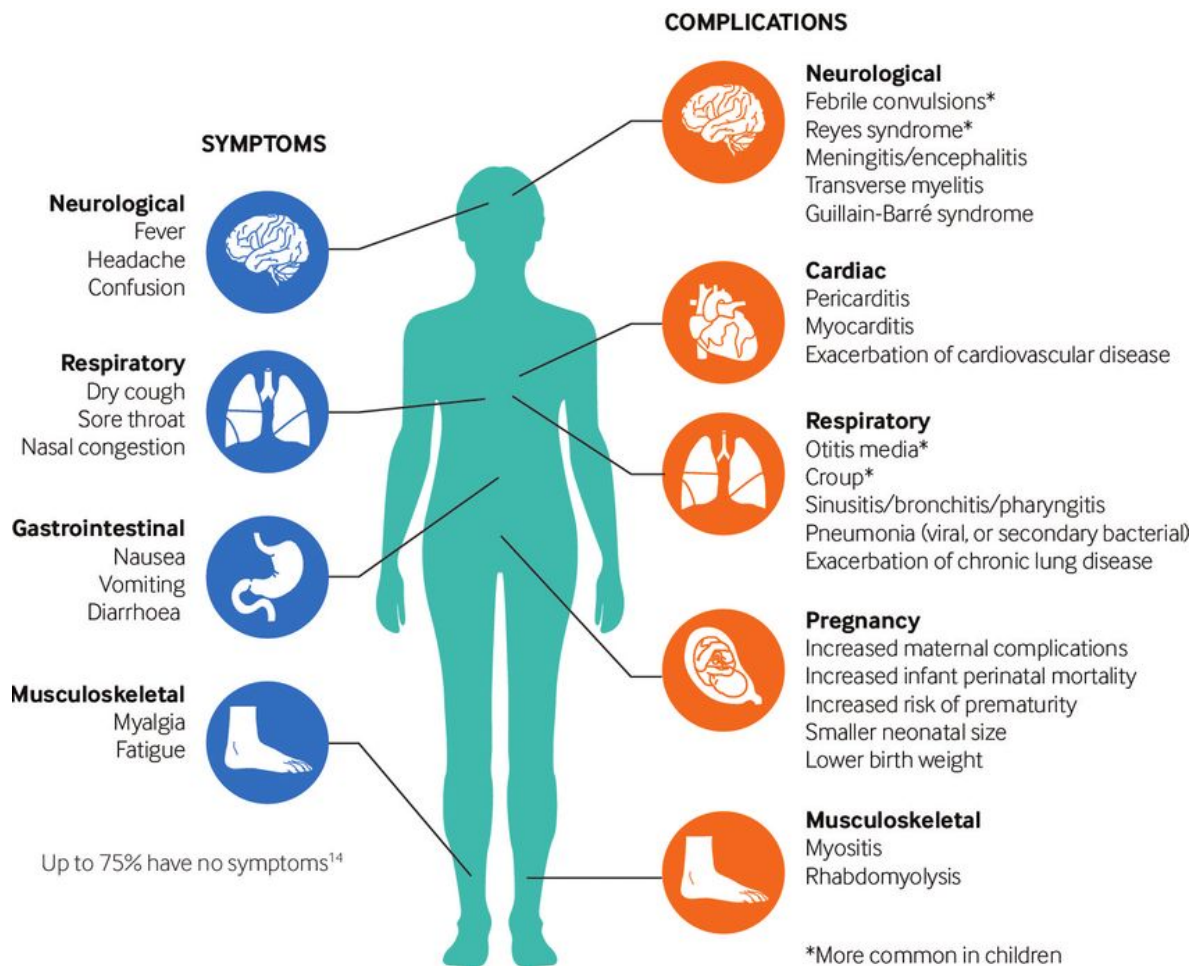 SYMPTOMS
Neurological
Fever
Headache
Confusion
Respiratory
Dry cough
Sore throat
Nasal congestion
Gastrointestinal
Nausea
Vomiting
Diarrhoea
Musculoskeletal
Myalgia
Fatigue
Up to 75% have no symptoms¹⁴
COMPLICATIONS
Neurological
Febrile convulsions*
Reyes syndrome*
Meningitis/encephalitis
Transverse myelitis
Guillain-Barré syndrome
Cardiac
Pericarditis
Myocarditis
Exacerbation of cardiovascular disease
Respiratory
Otitis media*
Croup*
Sinusitis/bronchitis/pharyngitis
Pneumonia (viral, or secondary bacterial)
Exacerbation of chronic lung disease
Pregnancy
Increased maternal complications
Increased infant perinatal mortality
Increased risk of prematurity
Smaller neonatal size
Lower birth weight
Musculoskeletal
Myositis
Rhabdomyolysis
*More common in children